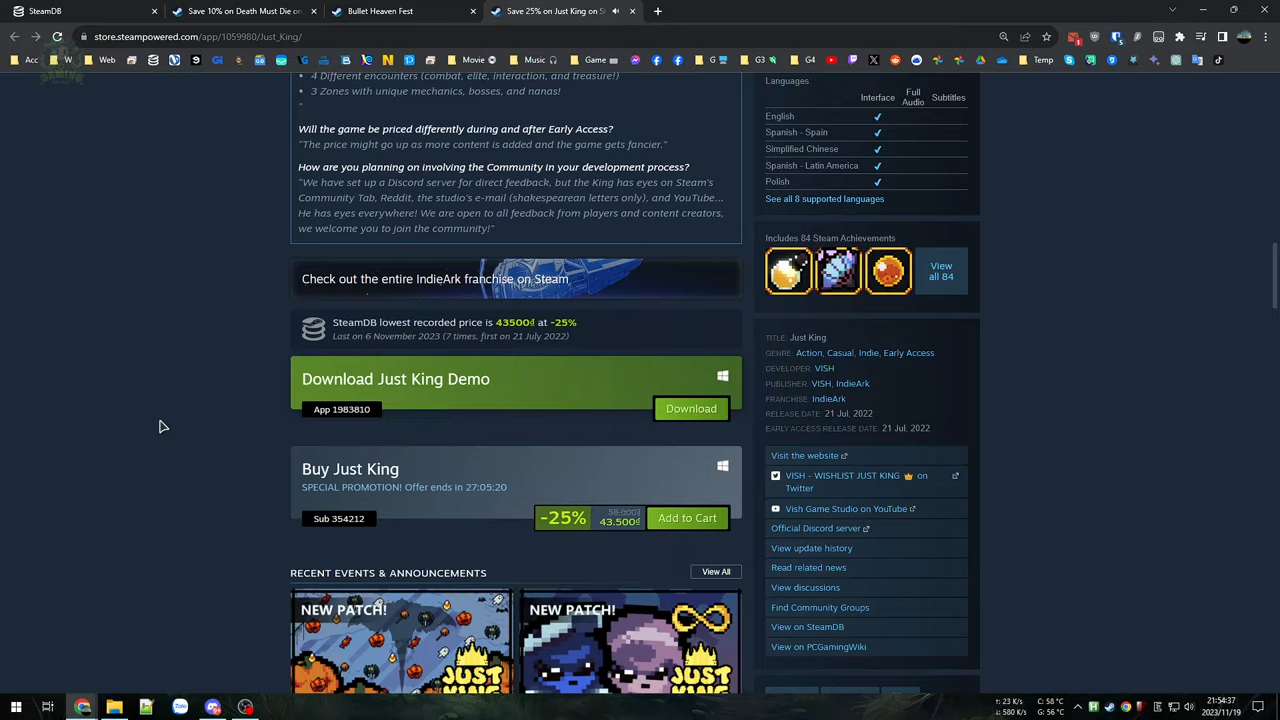 SteamDB
Save 10% on Death Must Die on
Bullet Heaven Fest
Save 25% on Just King on St
store.steampowered.com/app/1059980/Just_King/
Acc
Web
Movie
Music
Game
G
G3
Temp
GAMING
• 4 Different encounters (combat, elite, interaction, and treasure!)
• 3 Zones with unique mechanics, bosses, and nanas!
"
Will the game be priced differently during and after Early Access?
"The price might go up as more content is added and the game gets fancier."
How are you planning on involving the Community in your development process?
"We have set up a Discord server for direct feedback, but the King has eyes on Steam's
Community Tab, Reddit, the studio's e-mail (shakespearean letters only), and YouTube...
He has eyes everywhere! We are open to all feedback from players and content creators,
we welcome you to join the community!"
Check out the entire IndieArk franchise on Steam
SteamDB lowest recorded price is 43500₫ at -25%
Last on 6 November 2023 (7 times, first on 21 July 2022)
Download Just King Demo
App 1983810
Download
Buy Just King
SPECIAL PROMOTION! Offer ends in 27:05:20
Sub 354212
-25%
58.000₫
43.500₫
Add to Cart
RECENT EVENTS & ANNOUNCEMENTS
View All
NEW PATCH!
JUST
KING
NEW PATCH!
JUST
KING
Languages:
Interface Full Audio Subtitles
English ✔
Spanish - Spain ✔
Simplified Chinese ✔
Spanish - Latin America ✔
Polish ✔
See all 8 supported languages
Includes 84 Steam Achievements
View
all 84
TITLE: Just King
GENRE: Action, Casual, Indie, Early Access
DEVELOPER: VISH
PUBLISHER: VISH, IndieArk
FRANCHISE: IndieArk
RELEASE DATE: 21 Jul, 2022
EARLY ACCESS RELEASE DATE: 21 Jul, 2022
Visit the website
VISH - WISHLIST JUST KING 👑 on
Twitter
Vish Game Studio on YouTube
Official Discord server
View update history
Read related news
View discussions
Find Community Groups
View on SteamDB
View on PCGamingWiki
Zalo
t: 23 K/s
↓: 580 K/s
C: 58 °C
G: 56 °C
21:54:37
2023/11/19